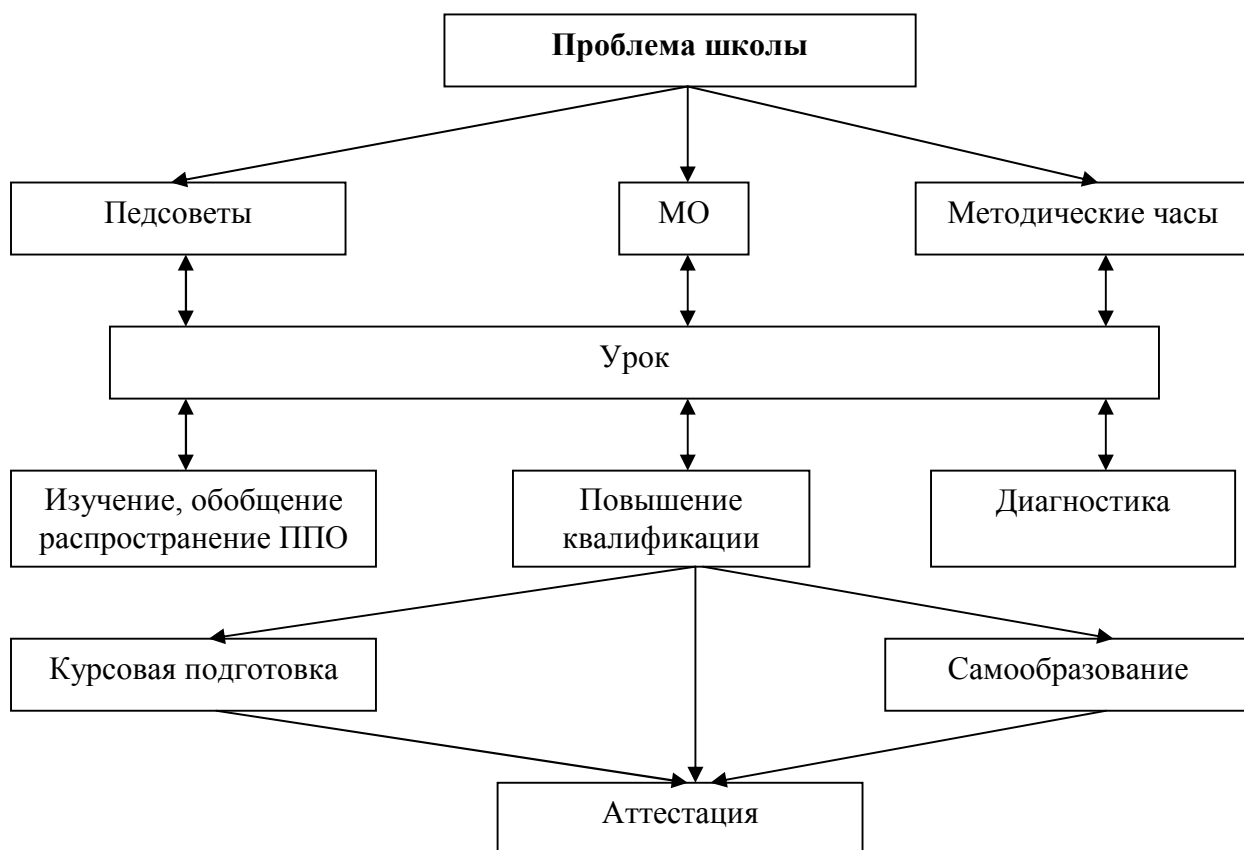 Проблема школы
Педсоветы
МО
Методические часы
Урок
Изучение, обобщение
распространение ППО
Повышение
квалификации
Диагностика
Курсовая подготовка
Самообразование
Аттестация